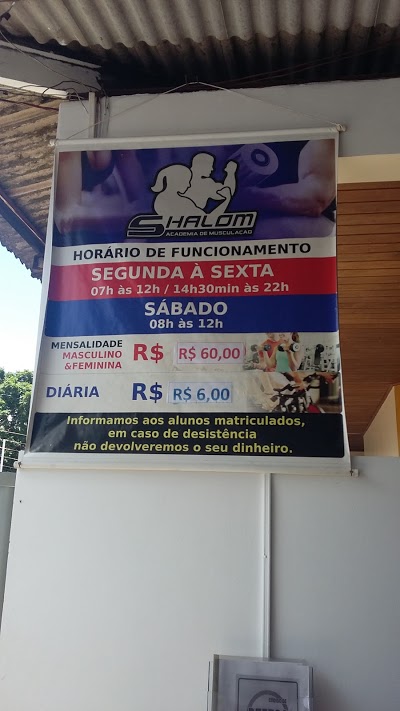 SHALOM
ACADEMIA DE MUSCULAÇÃO
HORÁRIO DE FUNCIONAMENTO
SEGUNDA À SEXTA
07h às 12h / 14h30min às 22h
SÁBADO
08h às 12h
MENSALIDADE
MASCULINO
&FEMININA
R$ R$ 60,00
DIÁRIA R$ R$ 6,00
Informamos aos alunos matriculados,
em caso de desistência
não devolveremos o seu dinheiro.